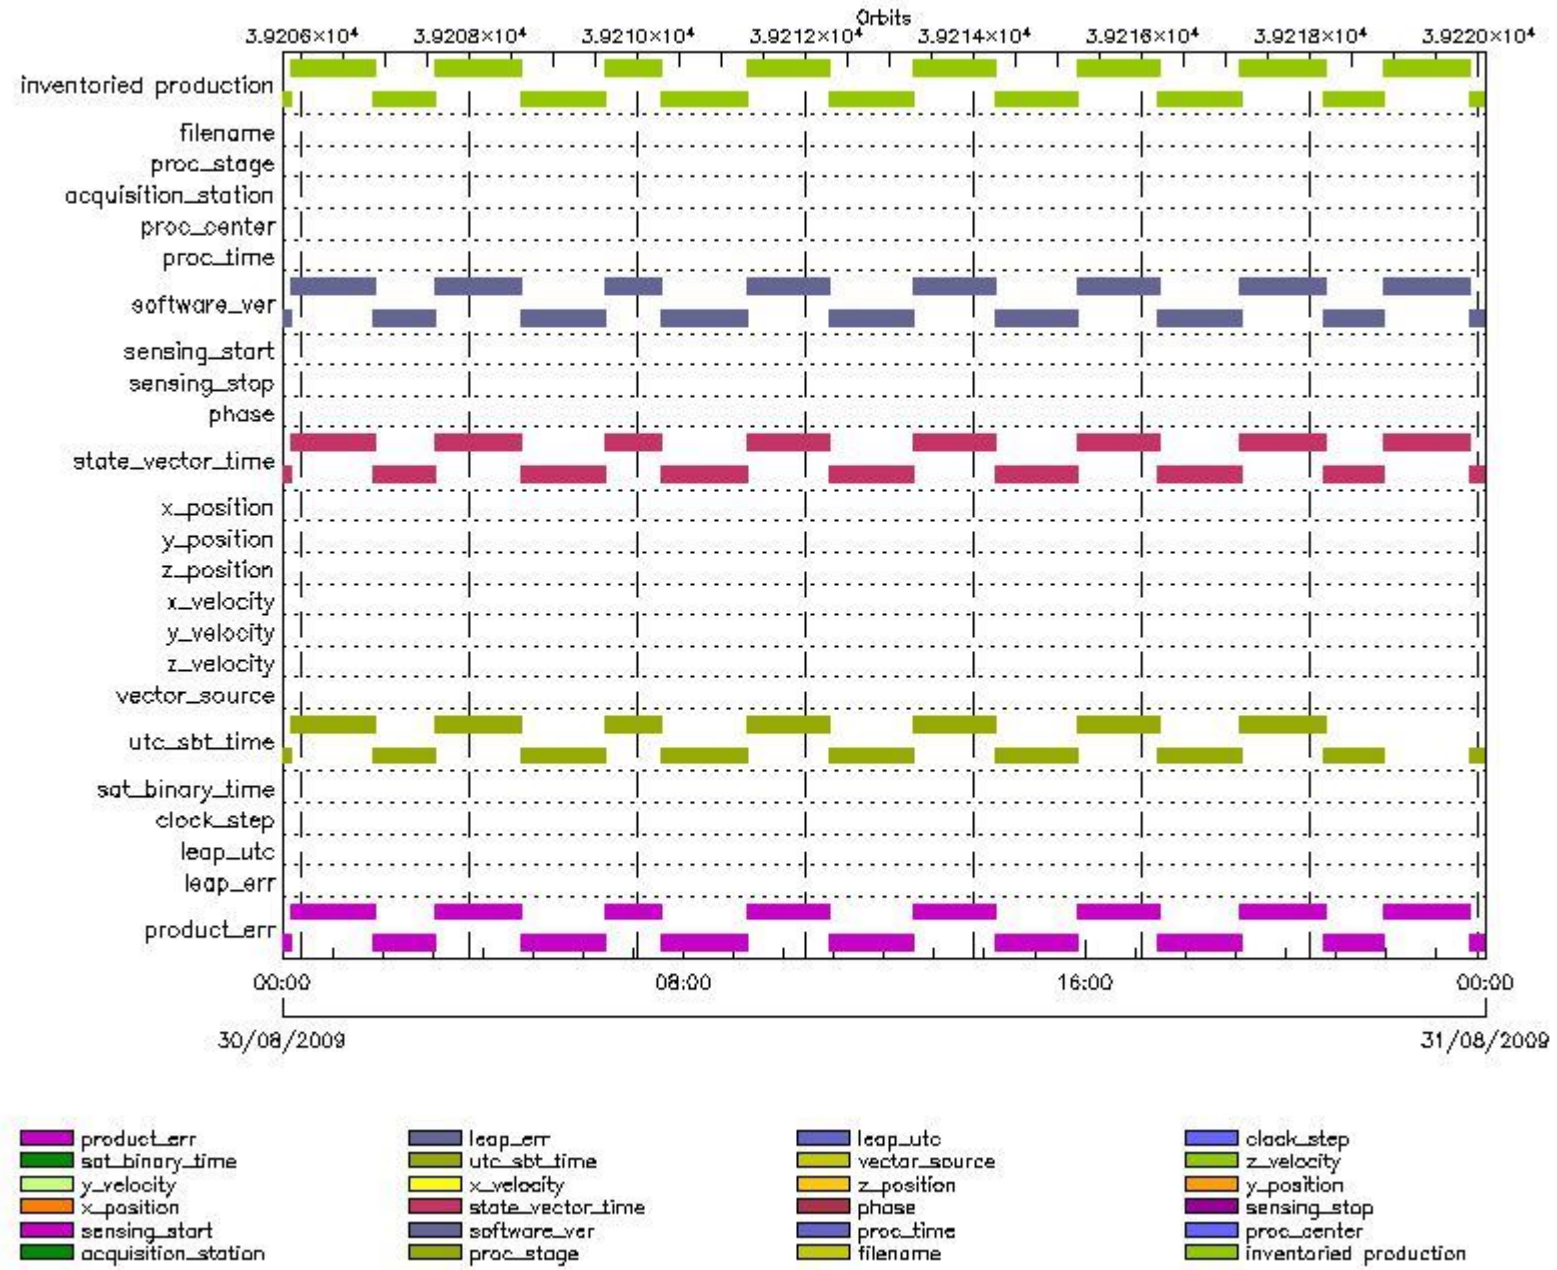 Orbits
3.9206×10⁴ 3.9208×10⁴ 3.9210×10⁴ 3.9212×10⁴ 3.9214×10⁴ 3.9216×10⁴ 3.9218×10⁴ 3.9220×10⁴
inventoried production
filename
proc_stage
acquisition_station
proc_center
proc_time
software_ver
sensing_start
sensing_stop
phase
state_vector_time
x_position
y_position
z_position
x_velocity
y_velocity
z_velocity
vector_source
utc_sbt_time
sat_binary_time
clock_step
leap_utc
leap_err
product_err
00:00 08:00 16:00 00:00
30/08/2009 31/08/2009
product_err leap_err leap_utc clock_step
sat_binary_time utc_sbt_time vector_source z_velocity
y_velocity x_velocity z_position y_position
x_position state_vector_time phase sensing_stop
sensing_start software_ver proc_time proc_center
acquisition_station proc_stage filename inventoried production